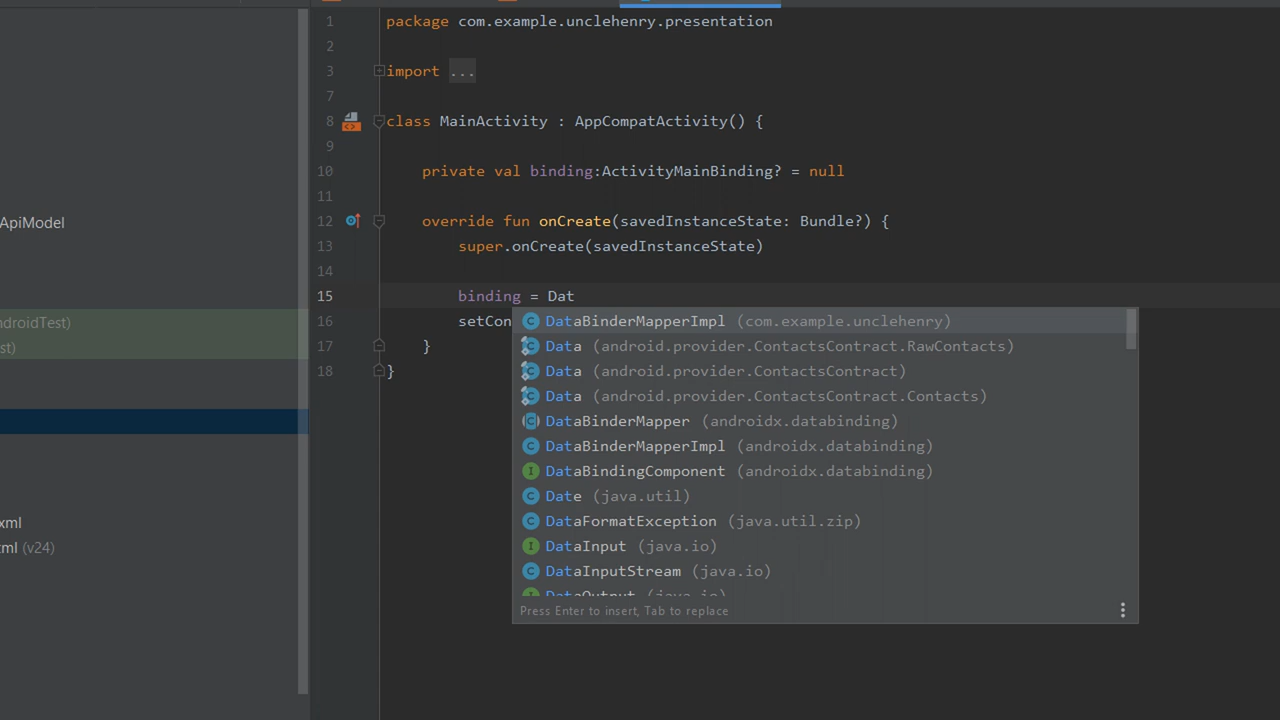 1 package com.example.unclehenry.presentation
2
3 import ...
7
8 class MainActivity : AppCompatActivity() {
9
10 private val binding:ActivityMainBinding? = null
11
ApiModel
12 override fun onCreate(savedInstanceState: Bundle?) {
13 super.onCreate(savedInstanceState)
14
15 binding = Dat
ndroidTest)
16 setCon
st)
17 }
18 }
xml
ml (v24)
DataBinderMapperImpl (com.example.unclehenry)
Data (android.provider.ContactsContract.RawContacts)
Data (android.provider.ContactsContract)
Data (android.provider.ContactsContract.Contacts)
DataBinderMapper (androidx.databinding)
DataBinderMapperImpl (androidx.databinding)
DataBindingComponent (androidx.databinding)
Date (java.util)
DataFormatException (java.util.zip)
DataInput (java.io)
DataInputStream (java.io)
DataOutput (java.io)
Press Enter to insert, Tab to replace